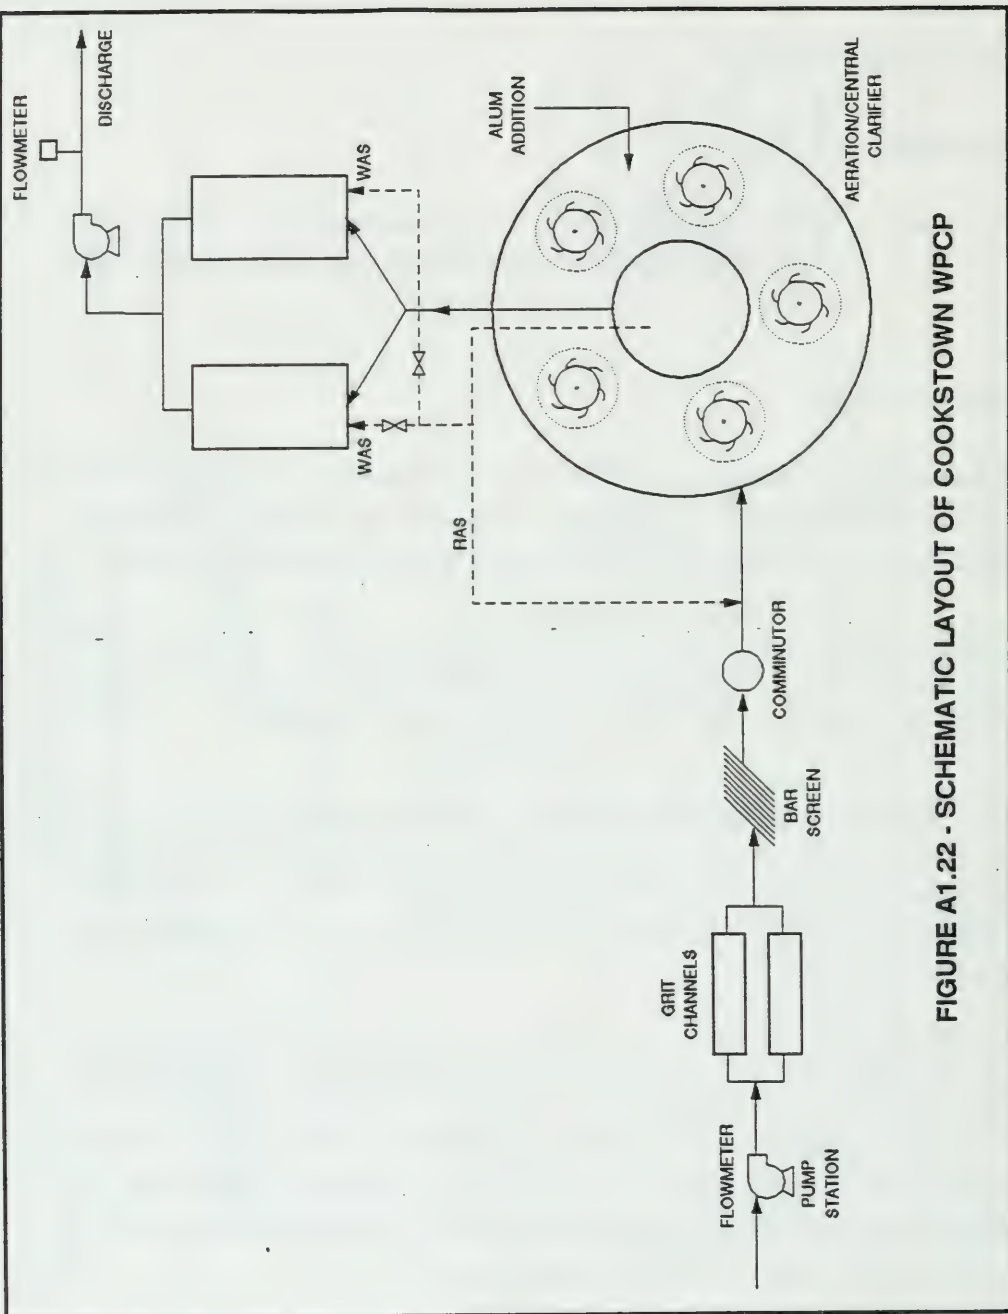 FLOWMETER
DISCHARGE
WAS
WAS
ALUM
ADDITION
RAS
AERATION/CENTRAL
CLARIFIER
COMMINUTOR
BAR
SCREEN
GRIT
CHANNELS
FLOWMETER
PUMP
STATION
FIGURE A1.22 - SCHEMATIC LAYOUT OF COOKSTOWN WPCP